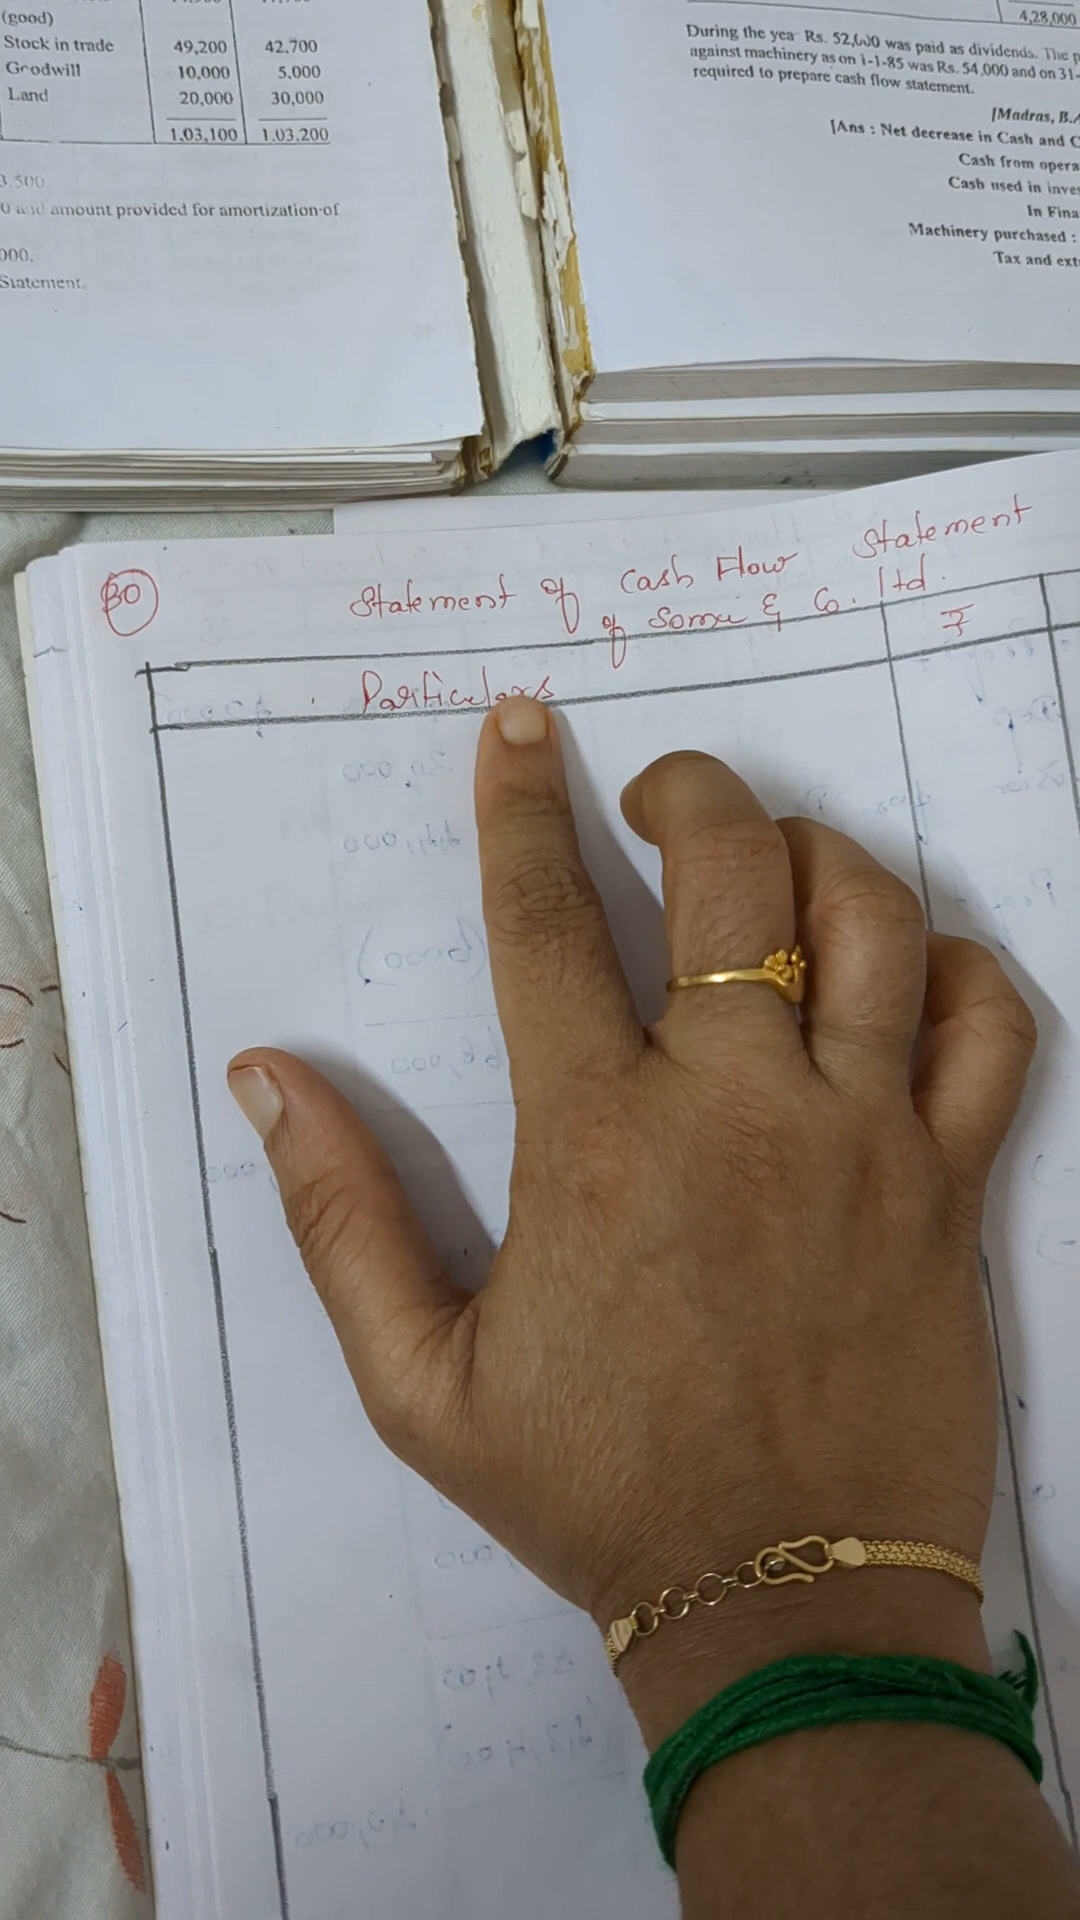 (good)
Stock in trade 49,200 42,700
Grodwill 10,000 5,000
Land 20,000 30,000
1,03,100 1,03,200
3,500
and amount provided for amortization of
000.
Statement.
4,28,000
During the yea Rs. 52,600 was paid as dividends. The
against machinery as on 1-1-85 was Rs. 54,000 and on 31-
required to prepare cash flow statement.
[Madras, B.A
[Ans : Net decrease in Cash and C
Cash from opera
Cash used in inves
In Fina
Machinery purchased :
Tax and ext
30 Statement of Cash Flow Statement
of Soma & Co. Ltd.
Particulars ₹